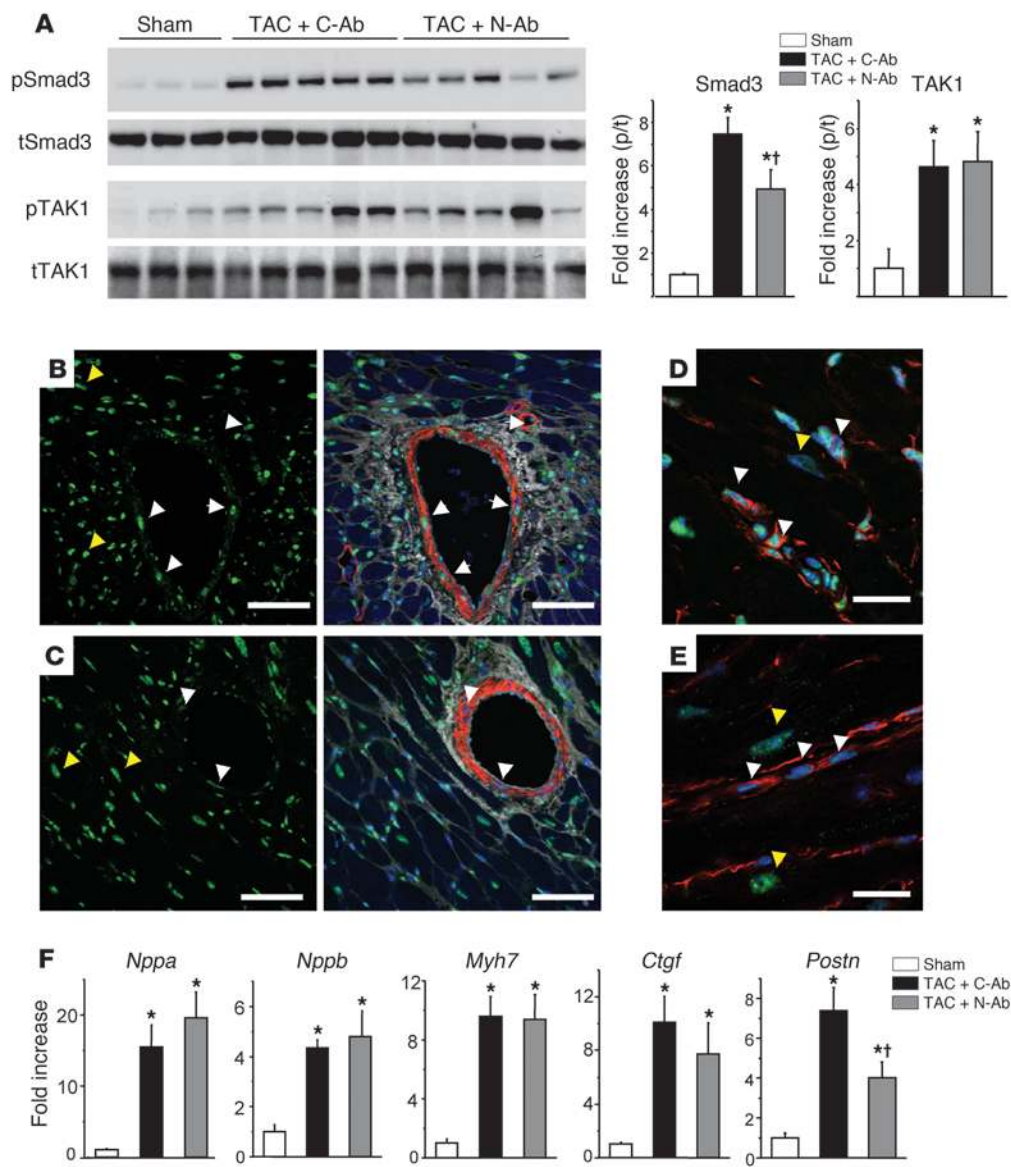 A
Sham
TAC + C-Ab
TAC + N-Ab
pSmad3
tSmad3
pTAK1
tTAK1
Sham
TAC + C-Ab
TAC + N-Ab
Smad3
TAK1
Fold increase (p/t)
8
6
4
2
*
*†
Fold increase (p/t)
6
4
2
*
*
B
C
D
E
F
Nppa
Nppb
Myh7
Ctgf
Postn
Sham
TAC + C-Ab
TAC + N-Ab
Fold increase
20
10
0
*
*
6
4
2
0
*
*
12
8
4
0
*
*
12
8
4
0
*
*
8
6
4
2
0
*
*†